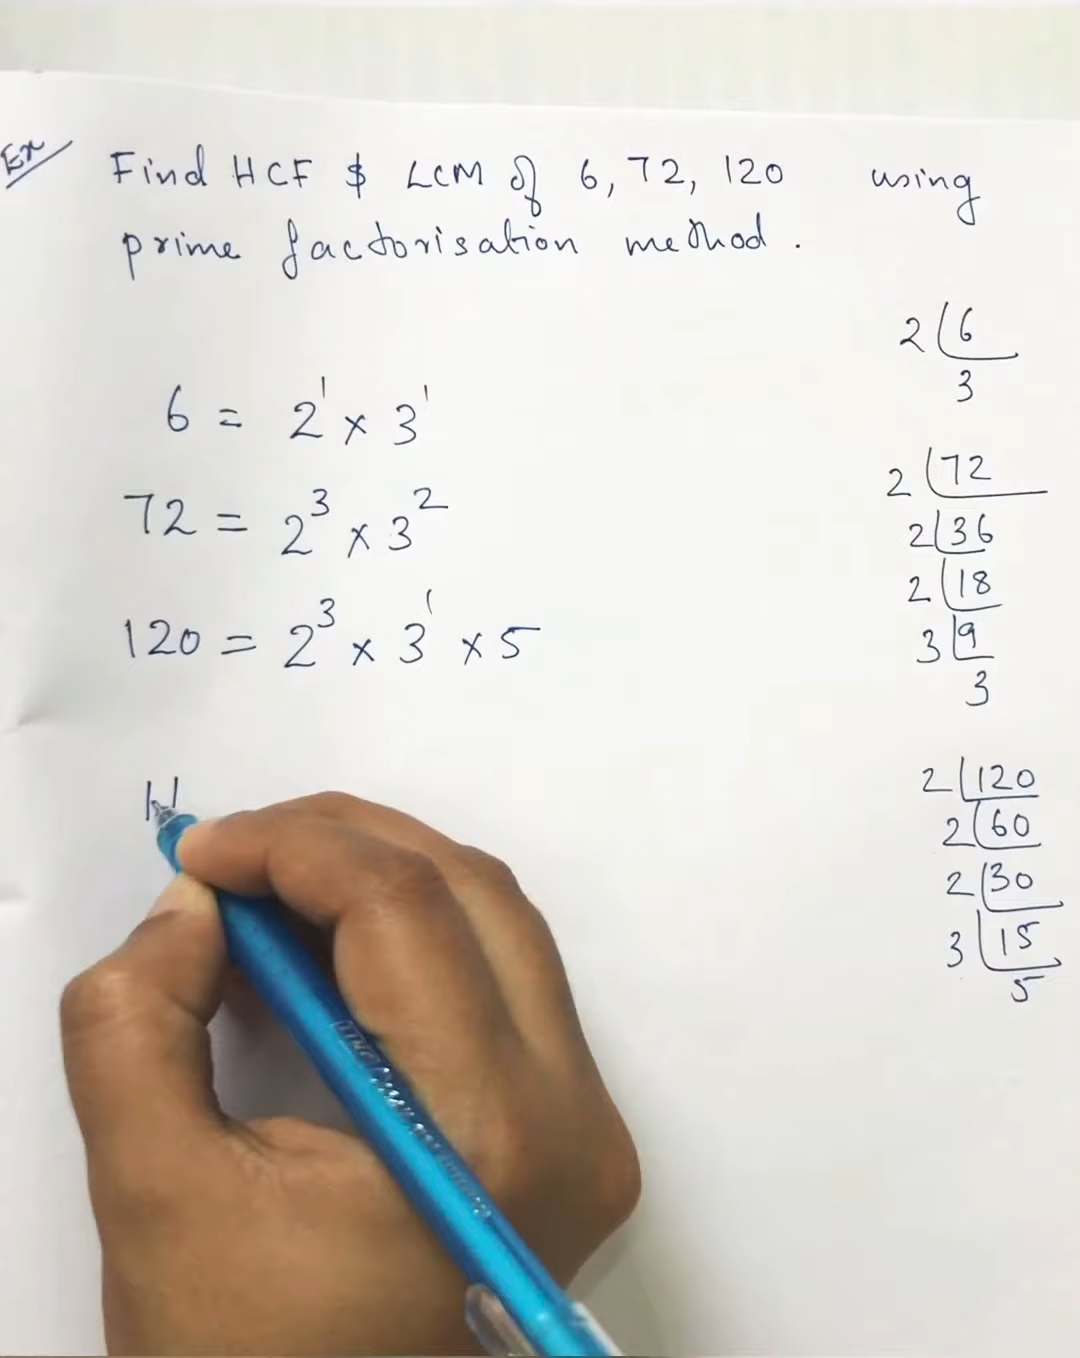 Ex
Find HCF & LCM of 6, 72, 120 using
prime factorisation method.
6 = 2¹ × 3¹
72 = 2³ × 3²
120 = 2³ × 3¹ × 5
H
2 6
3
2 72
2 36
2 18
3 9
3
2 120
2 60
2 30
3 15
5